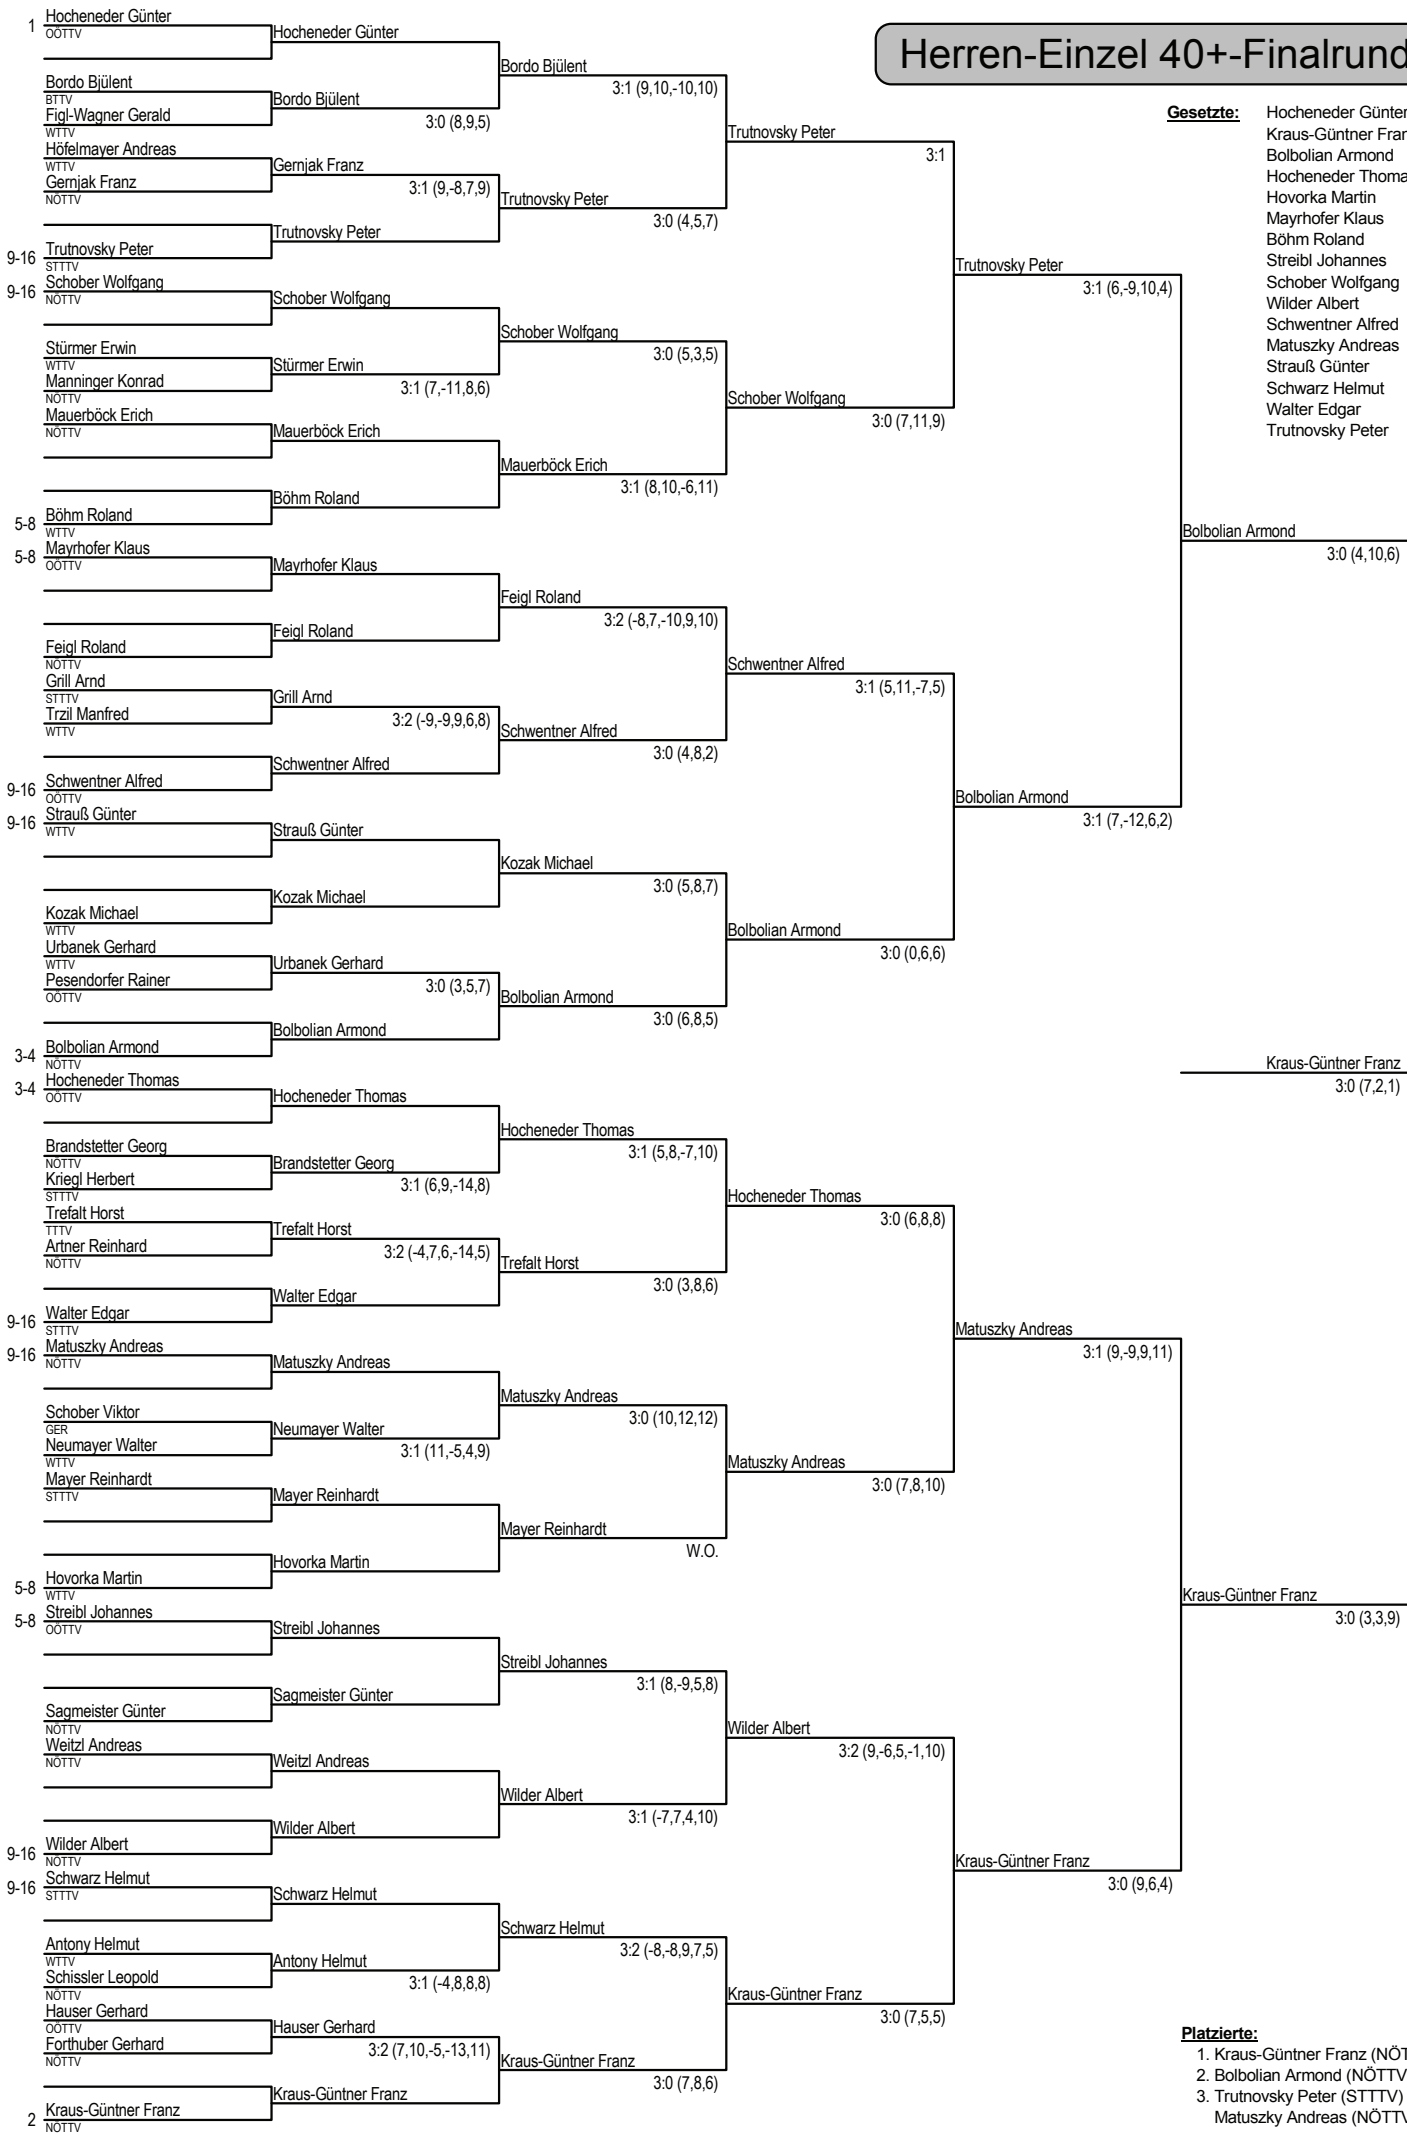 Herren-Einzel 40+-Finalrund
Gesetzte: Hocheneder Günter
Kraus-Güntner Fran
Bolbolian Armond
Hocheneder Thoma
Hovorka Martin
Mayrhofer Klaus
Böhm Roland
Streibl Johannes
Schober Wolfgang
Wilder Albert
Schwentner Alfred
Matuszky Andreas
Strauß Günter
Schwarz Helmut
Walter Edgar
Trutnovsky Peter
1 Hocheneder Günter
OÖTTV
Bordo Bjülent
BTTV
Figl-Wagner Gerald
WTTV
Höfelmayer Andreas
WTTV
Gernjak Franz
NÖTTV
9-16 Trutnovsky Peter
STTTV
9-16 Schober Wolfgang
NÖTTV
Stürmer Erwin
WTTV
Manninger Konrad
NÖTTV
Mauerböck Erich
NÖTTV
5-8 Böhm Roland
WTTV
5-8 Mayrhofer Klaus
OÖTTV
Feigl Roland
NÖTTV
Grill Arnd
STTTV
Trzil Manfred
WTTV
9-16 Schwentner Alfred
OÖTTV
9-16 Strauß Günter
WTTV
Kozak Michael
WTTV
Urbanek Gerhard
WTTV
Pesendorfer Rainer
OÖTTV
3-4 Bolbolian Armond
NÖTTV
3-4 Hocheneder Thomas
OÖTTV
Brandstetter Georg
NÖTTV
Kriegl Herbert
STTTV
Trefalt Horst
TTTV
Artner Reinhard
NÖTTV
9-16 Walter Edgar
STTTV
9-16 Matuszky Andreas
NÖTTV
Schober Viktor
GER
Neumayer Walter
WTTV
Mayer Reinhardt
STTTV
5-8 Hovorka Martin
WTTV
5-8 Streibl Johannes
OÖTTV
Sagmeister Günter
NÖTTV
Weitzl Andreas
NÖTTV
9-16 Wilder Albert
NÖTTV
9-16 Schwarz Helmut
STTTV
Antony Helmut
WTTV
Schissler Leopold
NÖTTV
Hauser Gerhard
OÖTTV
Forthuber Gerhard
NÖTTV
2 Kraus-Güntner Franz
NÖTTV
Hocheneder Günter
Bordo Bjülent
3:0 (8,9,5)
Gernjak Franz
3:1 (9,-8,7,9)
Trutnovsky Peter
Schober Wolfgang
Stürmer Erwin
3:1 (7,-11,8,6)
Mauerböck Erich
Böhm Roland
Mayrhofer Klaus
Feigl Roland
Grill Arnd
3:2 (-9,-9,9,6,8)
Schwentner Alfred
Strauß Günter
Kozak Michael
Urbanek Gerhard
3:0 (3,5,7)
Bolbolian Armond
Hocheneder Thomas
Brandstetter Georg
3:1 (6,9,-14,8)
Trefalt Horst
3:2 (-4,7,6,-14,5)
Walter Edgar
Matuszky Andreas
Neumayer Walter
3:1 (11,-5,4,9)
Mayer Reinhardt
Hovorka Martin
Streibl Johannes
Sagmeister Günter
Weitzl Andreas
Wilder Albert
Schwarz Helmut
Antony Helmut
3:1 (-4,8,8,8)
Hauser Gerhard
3:2 (7,10,-5,-13,11)
Kraus-Güntner Franz
Bordo Bjülent
3:1 (9,10,-10,10)
Trutnovsky Peter
3:0 (4,5,7)
Schober Wolfgang
3:0 (5,3,5)
Mauerböck Erich
3:1 (8,10,-6,11)
Feigl Roland
3:2 (-8,7,-10,9,10)
Schwentner Alfred
3:0 (4,8,2)
Kozak Michael
3:0 (5,8,7)
Bolbolian Armond
3:0 (6,8,5)
Hocheneder Thomas
3:1 (5,8,-7,10)
Trefalt Horst
3:0 (3,8,6)
Matuszky Andreas
3:0 (10,12,12)
Mayer Reinhardt
W.O.
Streibl Johannes
3:1 (8,-9,5,8)
Wilder Albert
3:1 (-7,7,4,10)
Schwarz Helmut
3:2 (-8,-8,9,7,5)
Kraus-Güntner Franz
3:0 (7,8,6)
Trutnovsky Peter
3:1
Schober Wolfgang
3:0 (7,11,9)
Schwentner Alfred
3:1 (5,11,-7,5)
Bolbolian Armond
3:0 (0,6,6)
Hocheneder Thomas
3:0 (6,8,8)
Matuszky Andreas
3:0 (7,8,10)
Wilder Albert
3:2 (9,-6,5,-1,10)
Kraus-Güntner Franz
3:0 (7,5,5)
Trutnovsky Peter
3:1 (6,-9,10,4)
Bolbolian Armond
3:1 (7,-12,6,2)
Matuszky Andreas
3:1 (9,-9,9,11)
Kraus-Güntner Franz
3:0 (9,6,4)
Bolbolian Armond
3:0 (4,10,6)
Kraus-Güntner Franz
3:0 (3,3,9)
Kraus-Güntner Franz
3:0 (7,2,1)
Platzierte:
1. Kraus-Güntner Franz (NÖT
2. Bolbolian Armond (NÖTTV
3. Trutnovsky Peter (STTTV)
Matuszky Andreas (NÖTTV